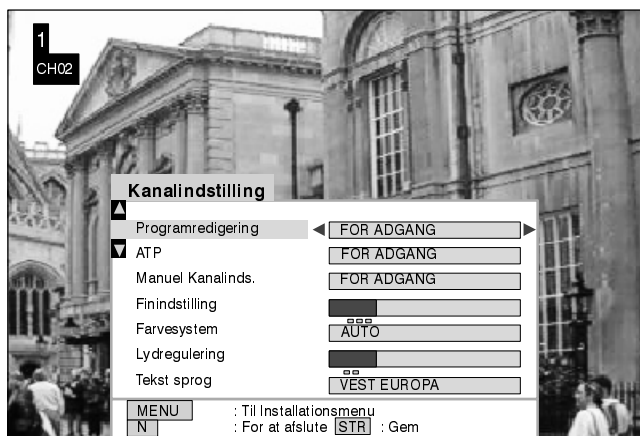 1
CH02
Kanalindstilling
Programredigering FOR ADGANG
ATP FOR ADGANG
Manuel Kanalinds. FOR ADGANG
Finindstilling
Farvesystem AUTO
Lydregulering
Tekst sprog VEST EUROPA
MENU : Til Installationsmenu
N : For at afslute STR : Gem